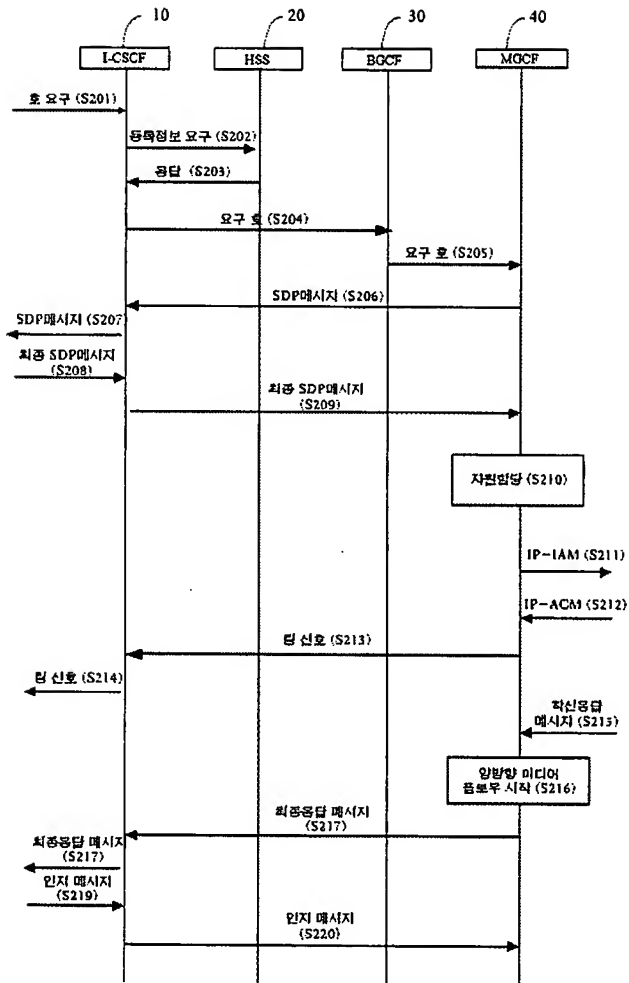 10
20
30
40
I-CSCF
HSS
BGCF
MGCF
호 요구 (S201)
등록정보 요구 (S202)
응답 (S203)
요구 호 (S204)
요구 호 (S205)
SDP메시지 (S206)
SDP메시지 (S207)
최종 SDP메시지
(S208)
최종 SDP메시지
(S209)
자원할당 (S210)
IP-IAM (S211)
IP-ACM (S212)
링 신호 (S213)
링 신호 (S214)
착신응답
메시지 (S215)
양방향 미디어
플로우 시작 (S216)
최종응답 메시지
(S217)
최종응답 메시지
(S217)
인지 메시지
(S219)
인지 메시지
(S220)